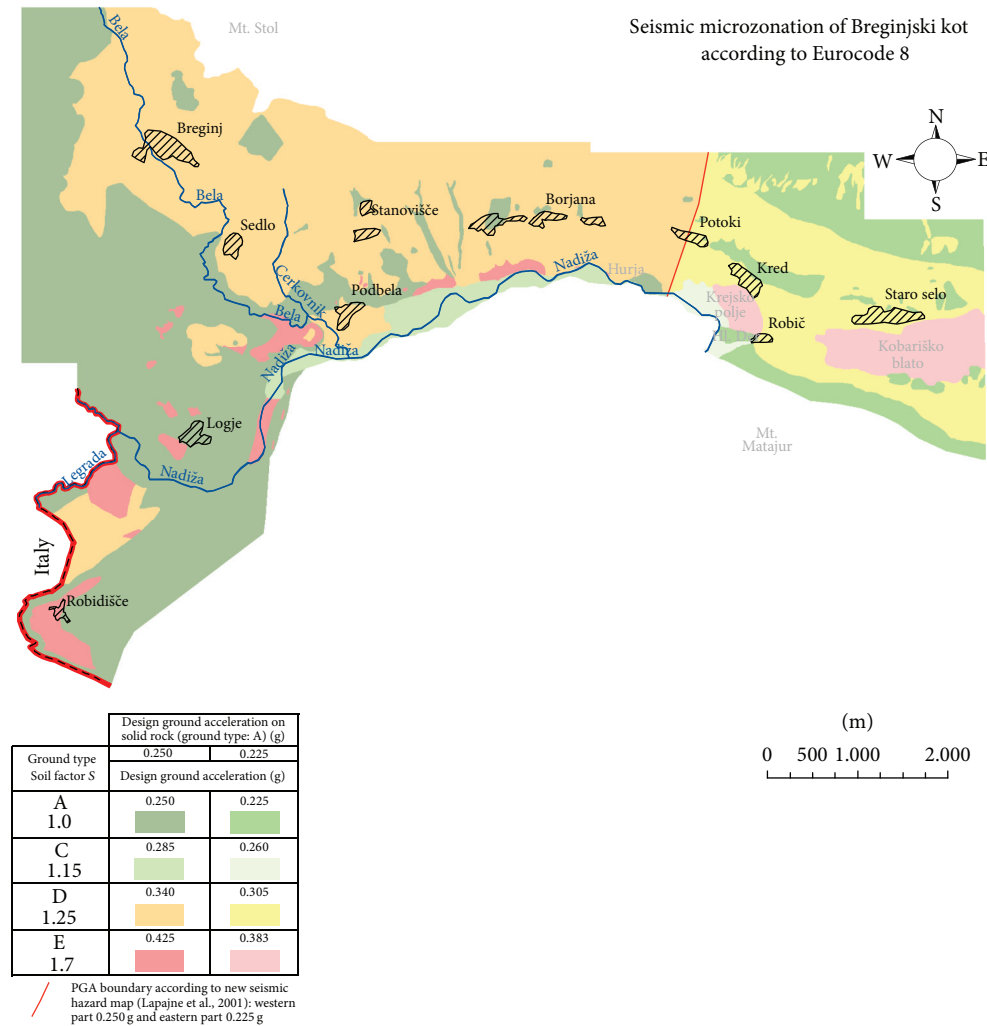 Seismic microzonation of Breginjski kot
according to Eurocode 8
Mt. Stol
Bela
Breginj
N
W
E
S
Bela
Stanovišče
Borjana
Sedlo
Potoki
Nadiža
Hurja
Kred
Cerkovnik
Podbela
Krejsko
polje
Staro selo
Bela
Robič
Nadiža
Nadiža
Kobariško
blato
Logje
Mt.
Matajur
Legrada
Nadiža
Italy
Robidišče
Design ground acceleration on
solid rock (ground type: A) (g)
0.250 0.225
Ground type
Soil factor S
Design ground acceleration (g)
A
1.0
0.250 0.225
C
1.15
0.285 0.260
D
1.25
0.340 0.305
E
1.7
0.425 0.383
PGA boundary according to new seismic
hazard map (Lapajne et al., 2001): western
part 0.250 g and eastern part 0.225 g
(m)
0 500 1.000 2.000